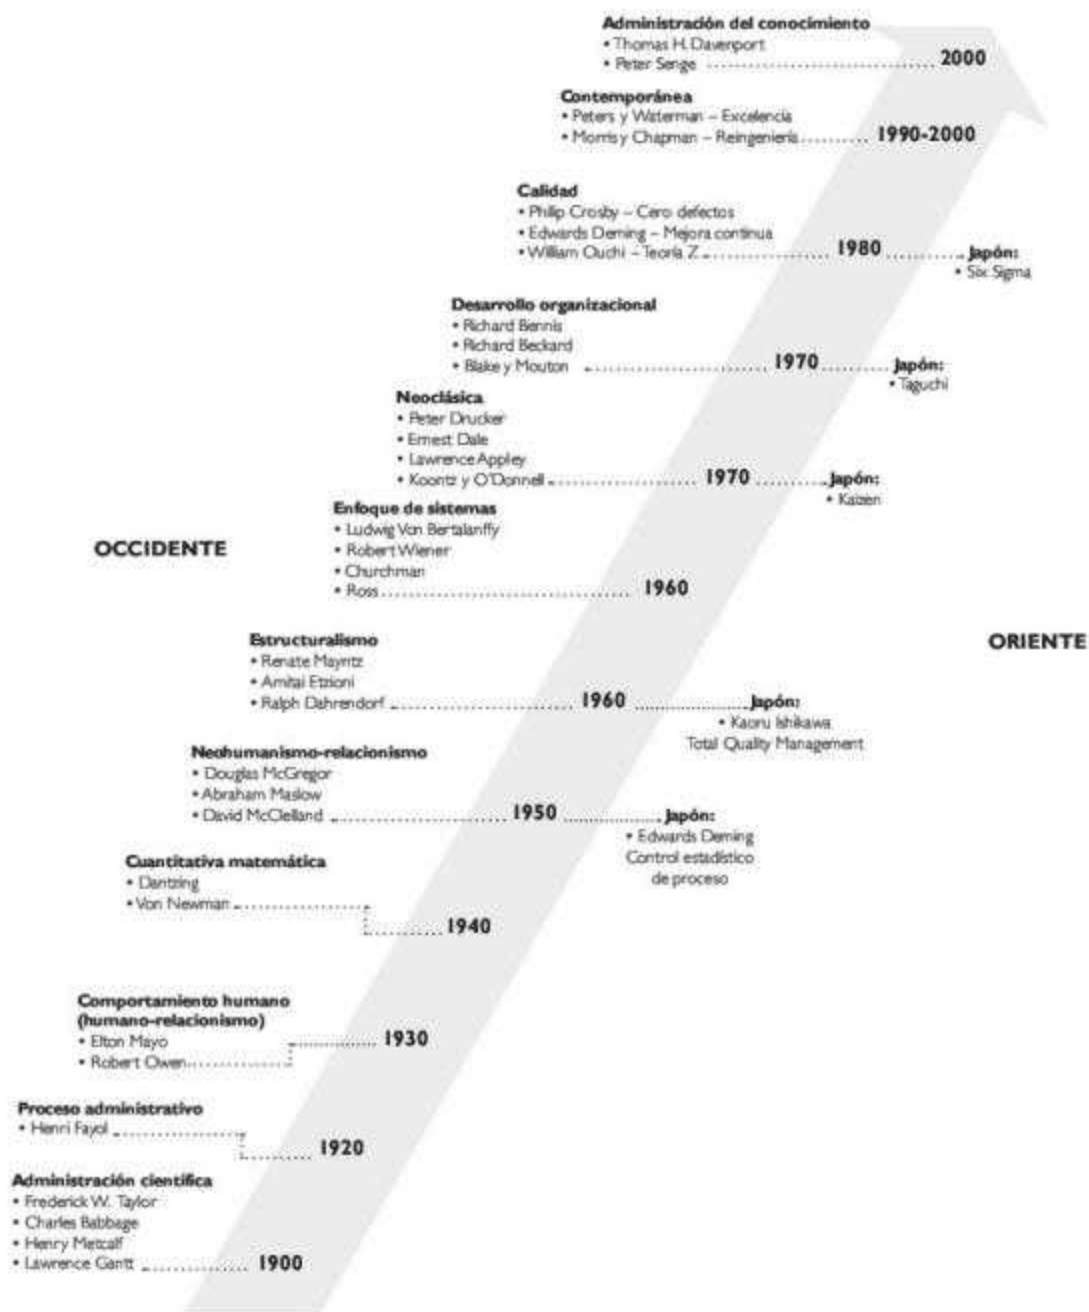 Administración del conocimiento
• Thomas H. Davenport
• Peter Senge
2000
Contemporánea
• Peters y Waterman – Excelencia
• Morris y Chapman – Reingeniería
1990-2000
Calidad
• Philip Crosby – Cero defectos
• Edwards Deming – Mejora continua
• William Ouchi – Teoría Z
1980
Japón:
• Six Sigma
Desarrollo organizacional
• Richard Bennis
• Richard Beckard
• Blake y Mouton
1970
Japón:
• Taguchi
Neoclásica
• Peter Drucker
• Ernest Dale
• Lawrence Appley
• Koontz y O'Donnell
1970
Japón:
• Kaizen
Enfoque de sistemas
• Ludwig Von Bertalanffy
• Robert Wiener
• Churchman
• Ross
1960
OCCIDENTE
ORIENTE
Estructuralismo
• Renate Mayntz
• Amitai Etzioni
• Ralph Dahrendorf
1960
Japón:
• Kaoru Ishikawa
Total Quality Management
Neohumanismo-relacionismo
• Douglas McGregor
• Abraham Maslow
• David McClelland
1950
Japón:
• Edwards Deming
Control estadístico
de proceso
Cuantitativa matemática
• Dantzing
• Von Newman
1940
Comportamiento humano
(humano-relacionismo)
• Elton Mayo
• Robert Owen
1930
Proceso administrativo
• Henri Fayol
1920
Administración científica
• Frederick W. Taylor
• Charles Babbage
• Henry Metcalf
• Lawrence Gantt
1900